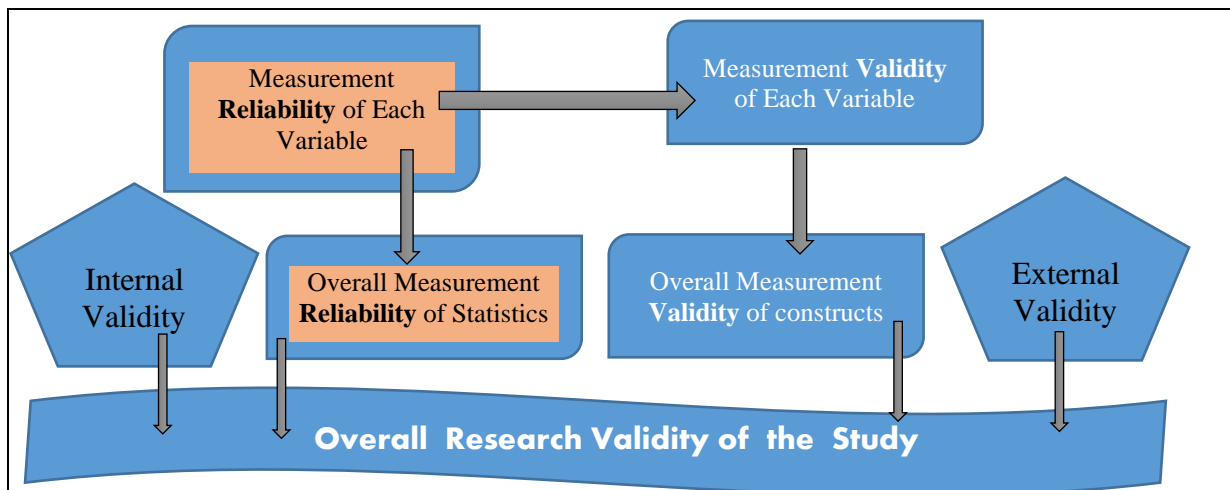 Measurement
Reliability of Each
Variable
Measurement Validity
of Each Variable
Internal
Validity
Overall Measurement
Reliability of Statistics
Overall Measurement
Validity of constructs
External
Validity
Overall Research Validity of the Study